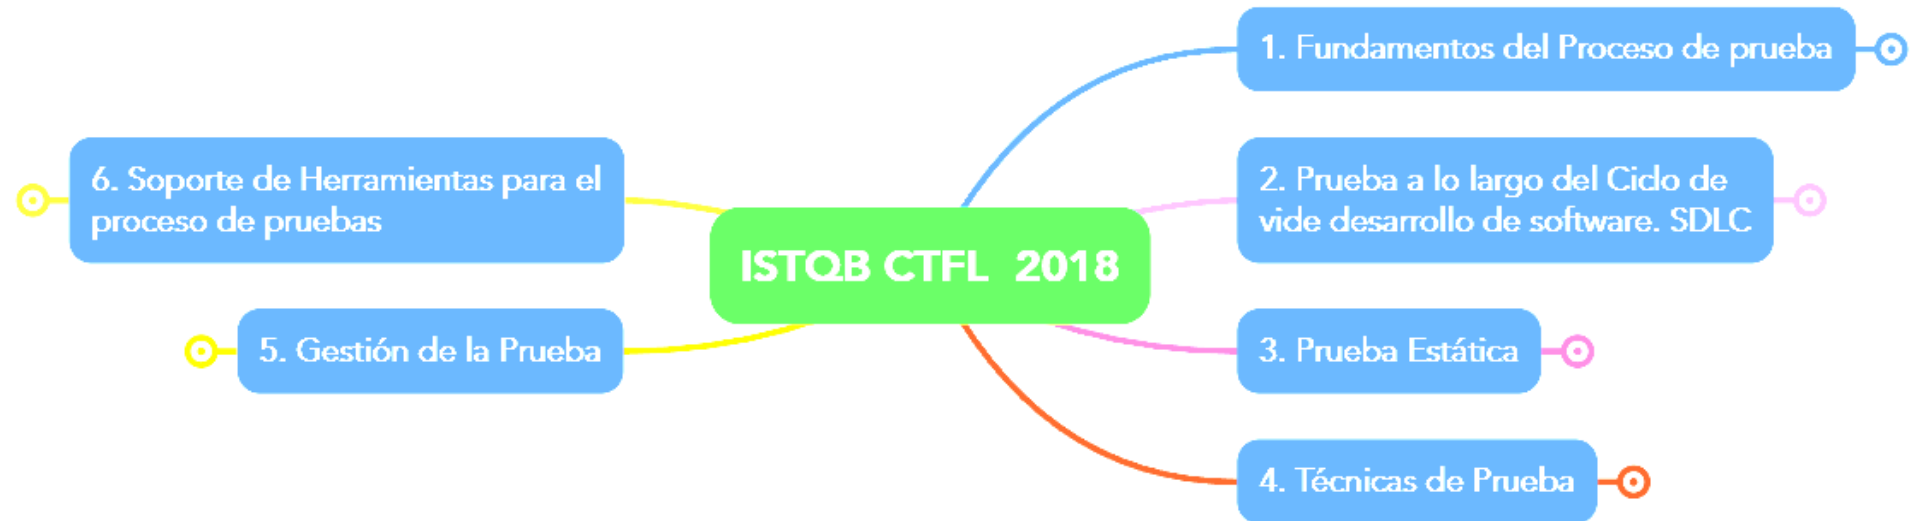 ISTQB CTFL 2018
1. Fundamentos del Proceso de prueba
2. Prueba a lo largo del Ciclo de
vide desarrollo de software. SDLC
3. Prueba Estática
4. Técnicas de Prueba
5. Gestión de la Prueba
6. Soporte de Herramientas para el
proceso de pruebas